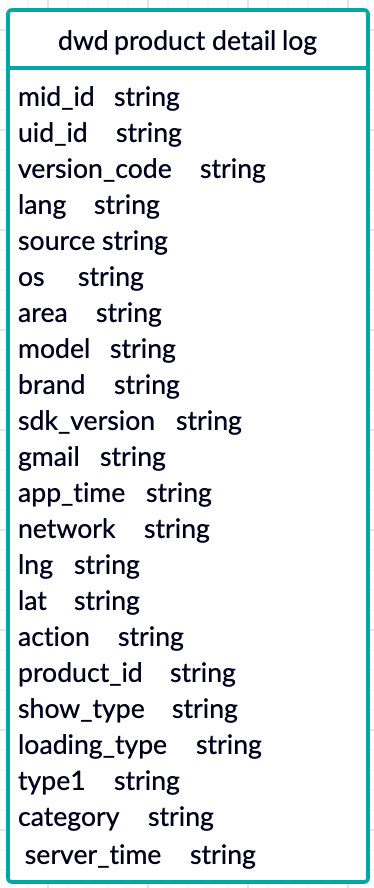 dwd product detail log
mid_id string
uid_id string
version_code string
lang string
source string
os string
area string
model string
brand string
sdk_version string
gmail string
app_time string
network string
lng string
lat string
action string
product_id string
show_type string
loading_type string
type1 string
category string
server_time string